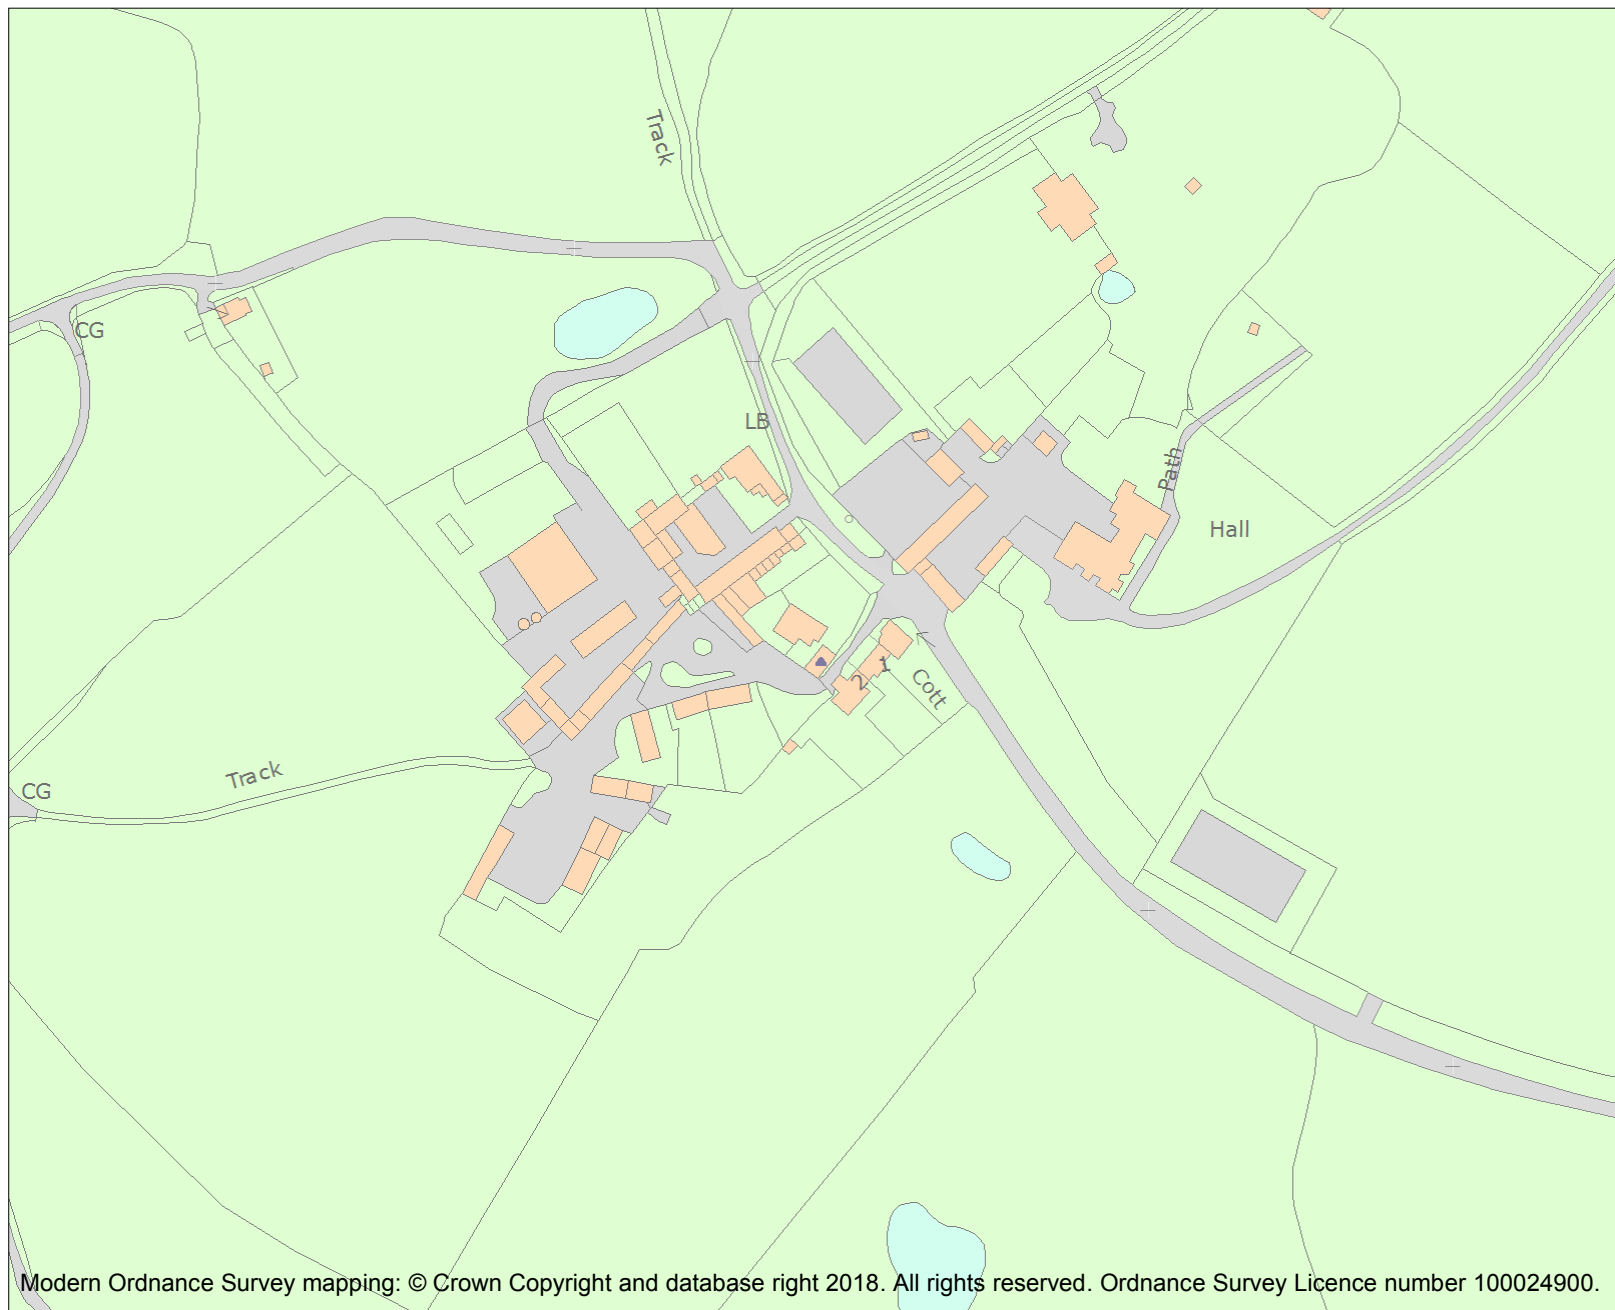 Track
CG
LB
Path
Hall
1
2
Cott
Track
CG
Modern Ordnance Survey mapping: © Crown Copyright and database right 2018. All rights reserved. Ordnance Survey Licence number 100024900.